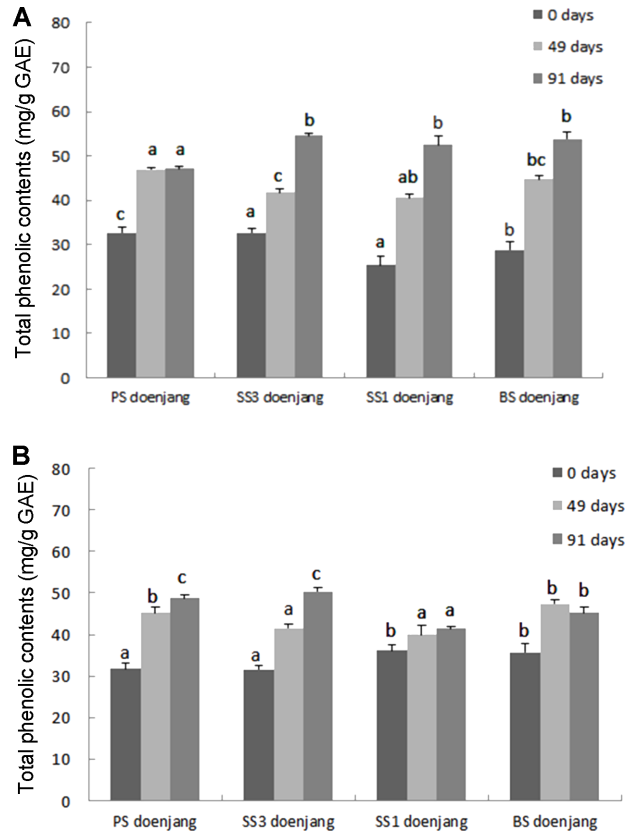 A
Total phenolic contents (mg/g GAE)
80
70
60
50
40
30
20
10
0
0 days
49 days
91 days
c a a
a c b
a ab b
b bc b
PS doenjang SS3 doenjang SS1 doenjang BS doenjang
B
Total phenolic contents (mg/g GAE)
80
70
60
50
40
30
20
10
0
0 days
49 days
91 days
a b c
a a c
b a a
b b b
PS doenjang SS3 doenjang SS1 doenjang BS doenjang